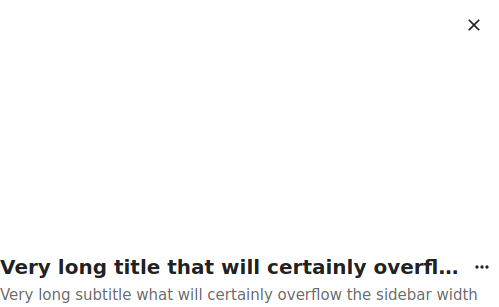 Very long title that will certainly overfl…
Very long subtitle what will certainly overflow the sidebar width